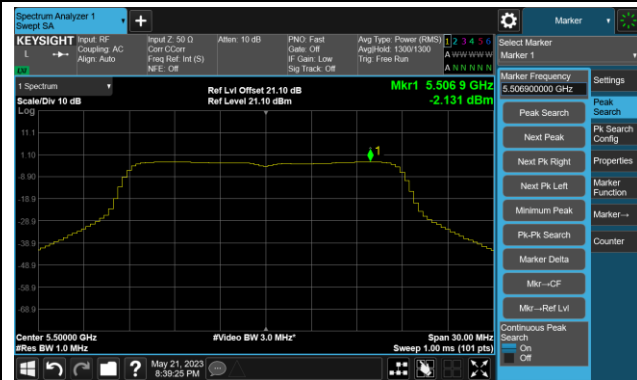 Spectrum Analyzer 1
Swept SA
Marker
KEYSIGHT
L
LXI
Input: RF
Coupling: AC
Align: Auto
Input Z: 50 Ω
Corr CCorr
Freq Ref: Int (S)
NFE: Off
Atten: 10 dB
PNO: Fast
Gate: Off
IF Gain: Low
Sig Track: Off
Avg Type: Power (RMS)
Avg|Hold: 1300/1300
Trig: Free Run
1 2 3 4 5 6
A W W W W W
A N N N N N
Select Marker
Marker 1
1 Spectrum
Scale/Div 10 dB
Log
Ref Lvl Offset 21.10 dB
Ref Level 21.10 dBm
Mkr1 5.506 9 GHz
-2.131 dBm
11.1
1.10
-8.90
-18.9
-28.9
-38.9
-48.9
-58.9
-68.9
1
Center 5.50000 GHz
#Res BW 1.0 MHz
#Video BW 3.0 MHz*
Span 30.00 MHz
Sweep 1.00 ms (101 pts)
Marker Frequency
5.506900000 GHz
Peak Search
Next Peak
Next Pk Right
Next Pk Left
Minimum Peak
Pk-Pk Search
Marker Delta
Mkr→CF
Mkr→Ref Lvl
Continuous Peak
Search
On
Off
Settings
Peak
Search
Pk Search
Config
Properties
Marker
Function
Marker→
Counter
?
May 21, 2023
8:39:25 PM